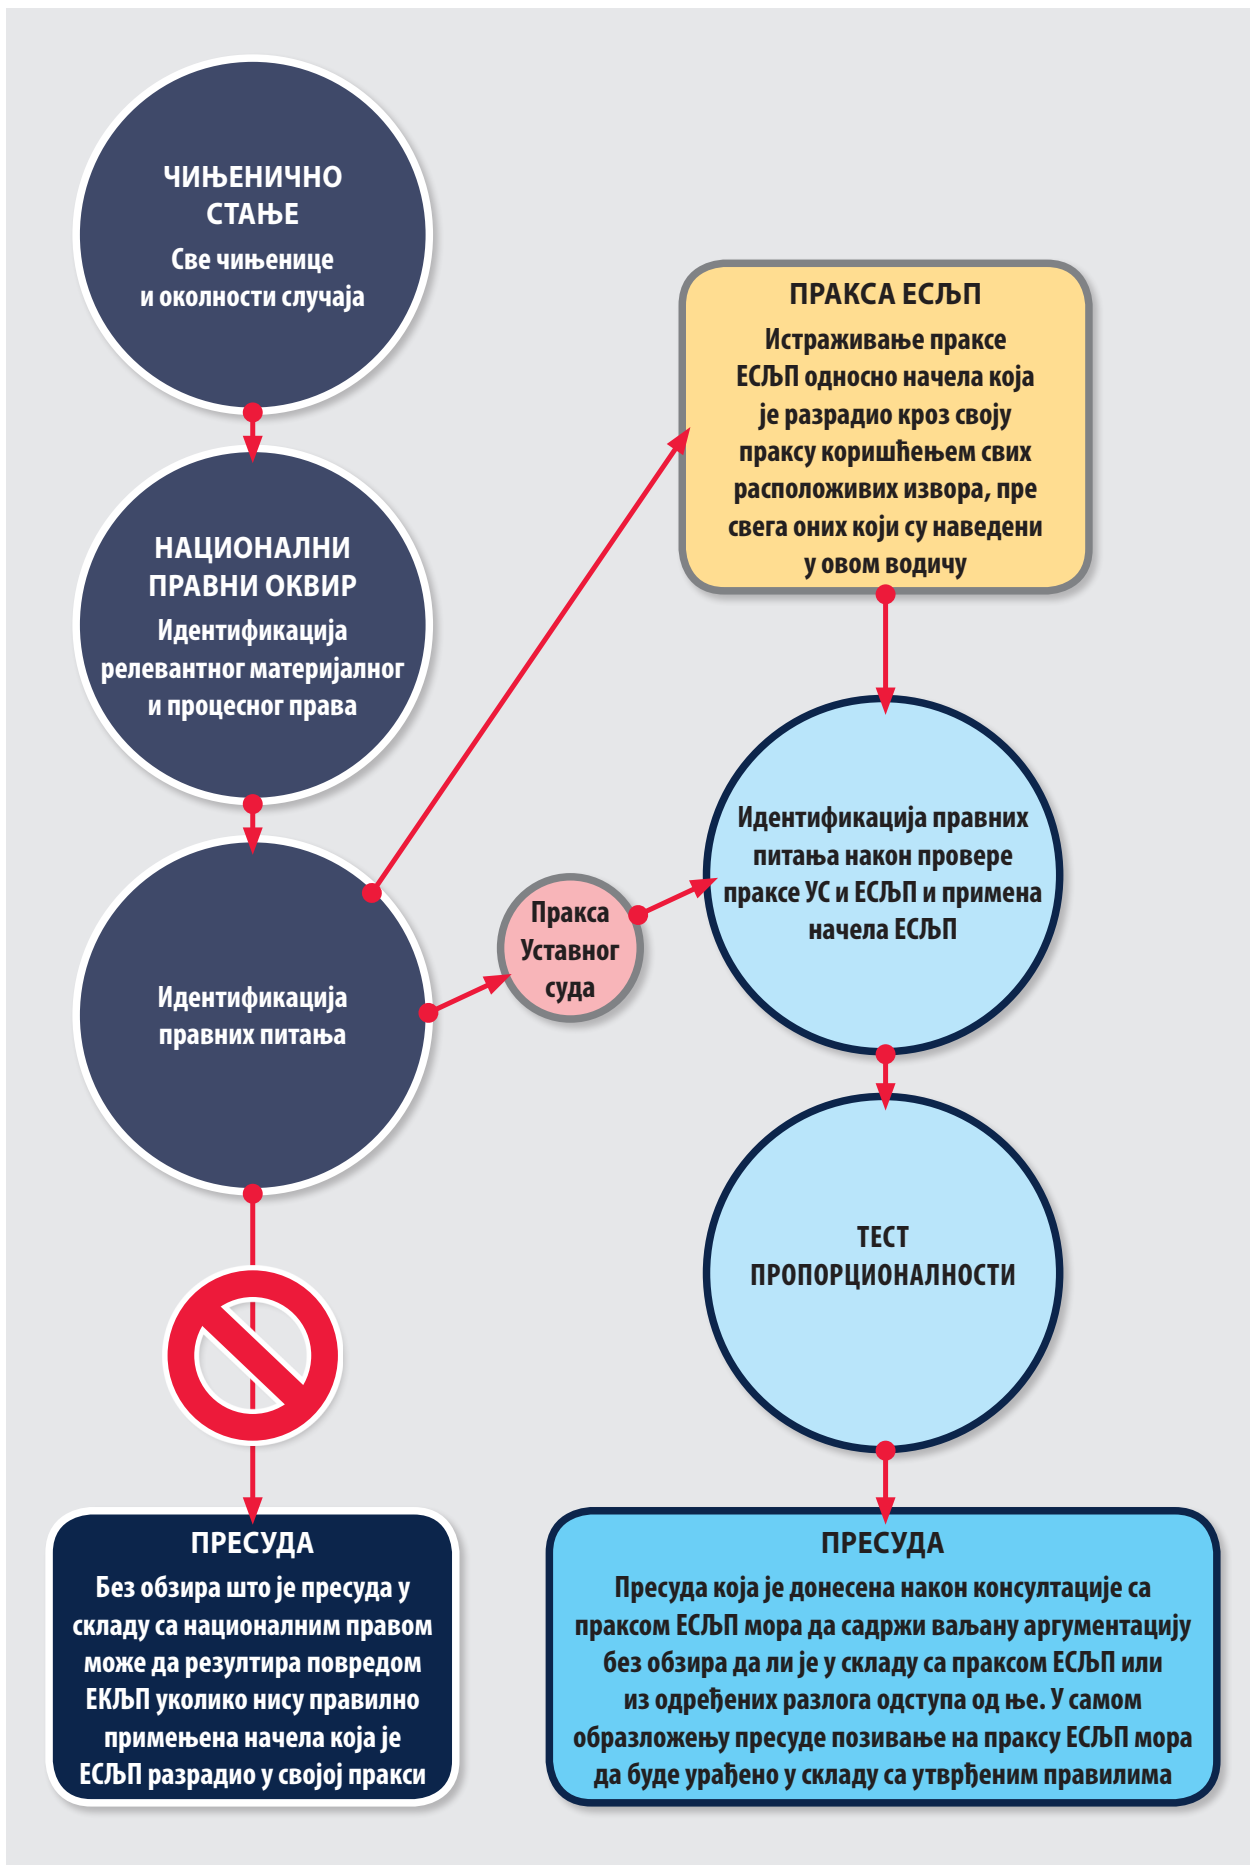 ЧИЊЕНИЧНО
СТАЊЕ
Све чињенице
и околности случаја
НАЦИОНАЛНИ
ПРАВНИ ОКВИР
Идентификација
релевантног материјалног
и процесног права
Идентификација
правних питања
ПРЕСУДА
Без обзира што је пресуда у
складу са националним правом
може да резултира повредом
ЕКЉП уколико нису правилно
примењена начела која је
ЕСЉП разрадио у својој пракси
Пракса
Уставног
суда
ПРАКСА ЕСЉП
Истраживање праксе
ЕСЉП односно начела која
је разрадио кроз своју
праксу коришћењем свих
расположивих извора, пре
свега оних који су наведени
у овом водичу
Идентификација правних
питања након провере
праксе УС и ЕСЉП и примена
начела ЕСЉП
ТЕСТ
ПРОПОРЦИОНАЛНОСТИ
ПРЕСУДА
Пресуда која је донесена након консултације са
праксом ЕСЉП мора да садржи ваљану аргументацију
без обзира да ли је у складу са праксом ЕСЉП или
из одређених разлога одступа од ње. У самом
образложењу пресуде позивање на праксу ЕСЉП мора
да буде урађено у складу са утврђеним правилима